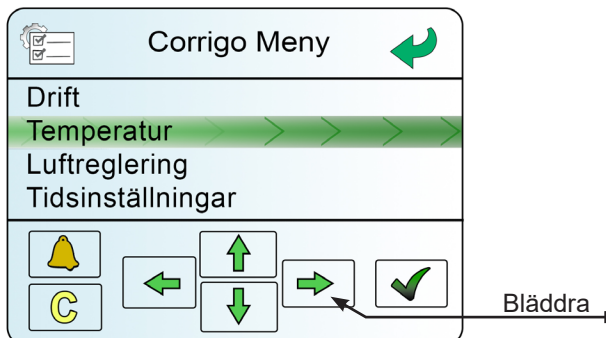 Corrigo Meny
Drift
Temperatur
Luftreglering
Tidsinställningar
C
Bläddra